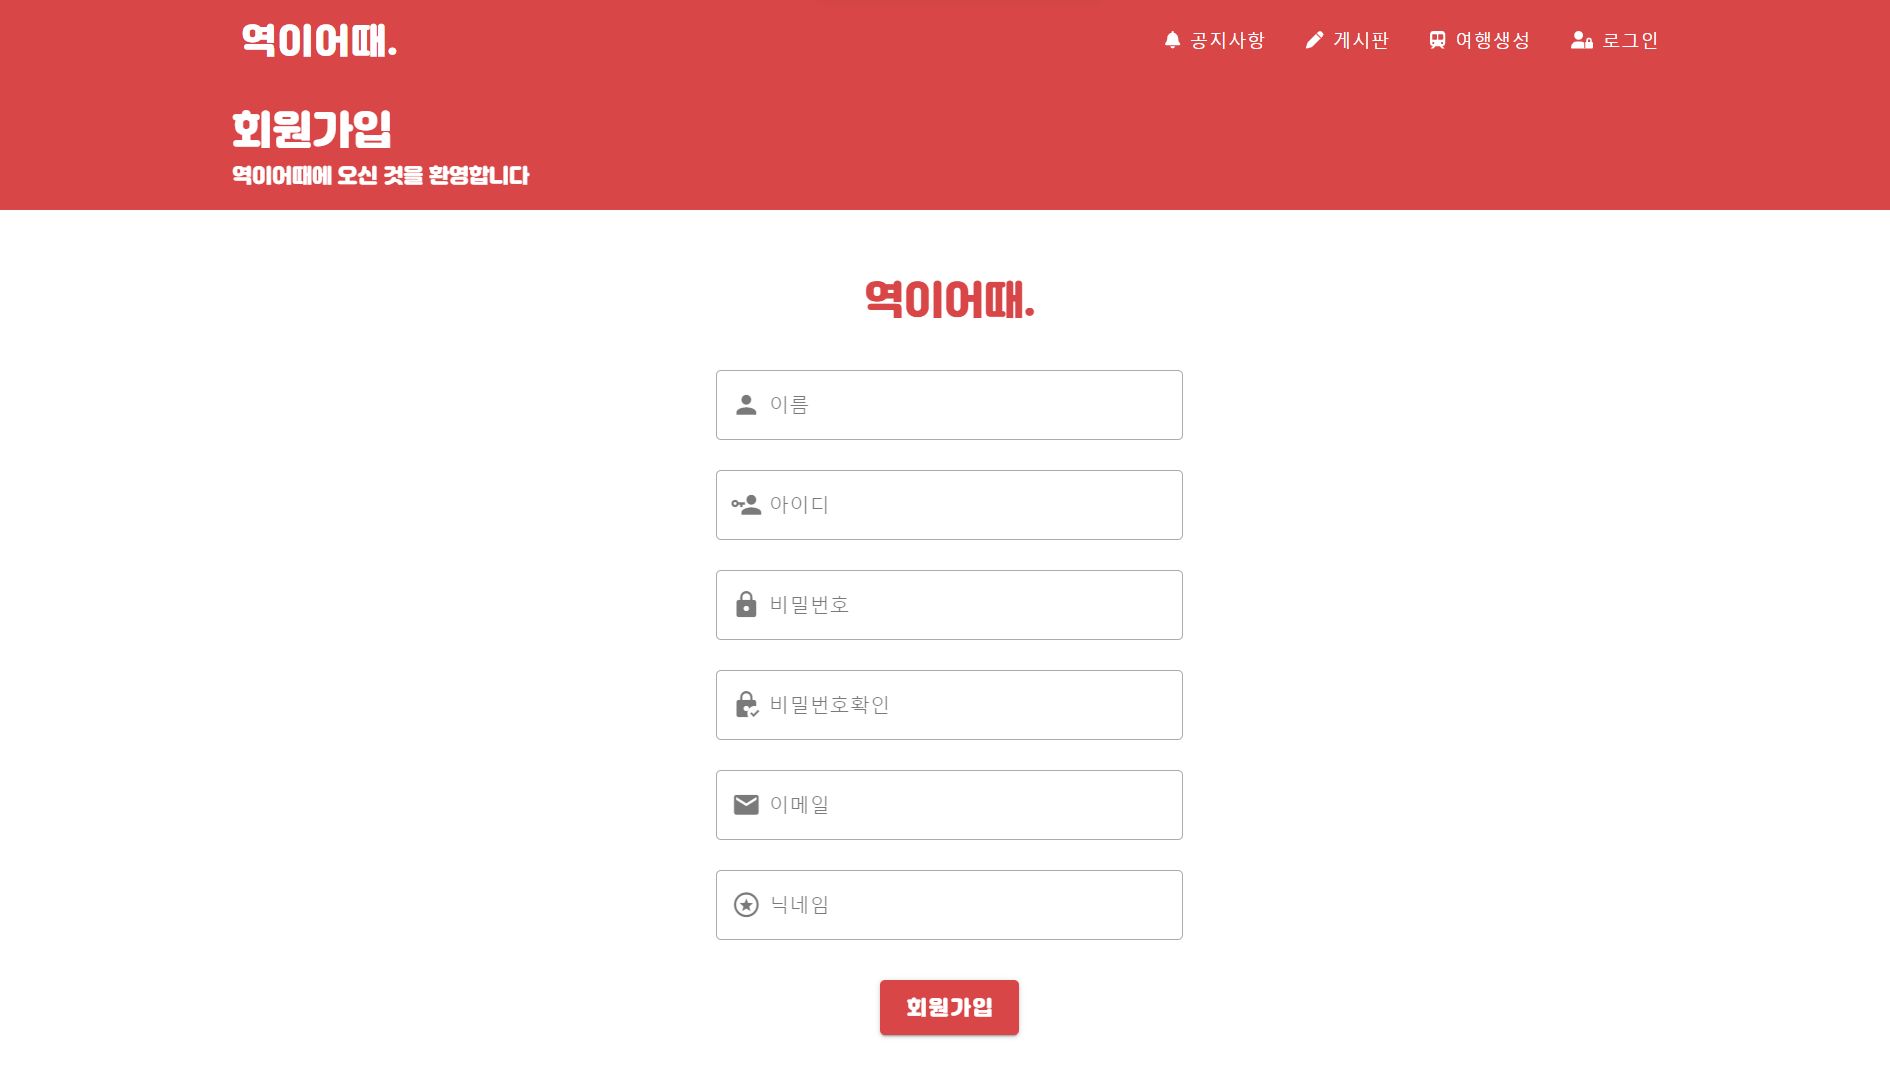 역이어때.
공지사항
게시판
여행생성
로그인
회원가입
역이어때에 오신 것을 환영합니다
역이어때.
이름
아이디
비밀번호
비밀번호확인
이메일
닉네임
회원가입